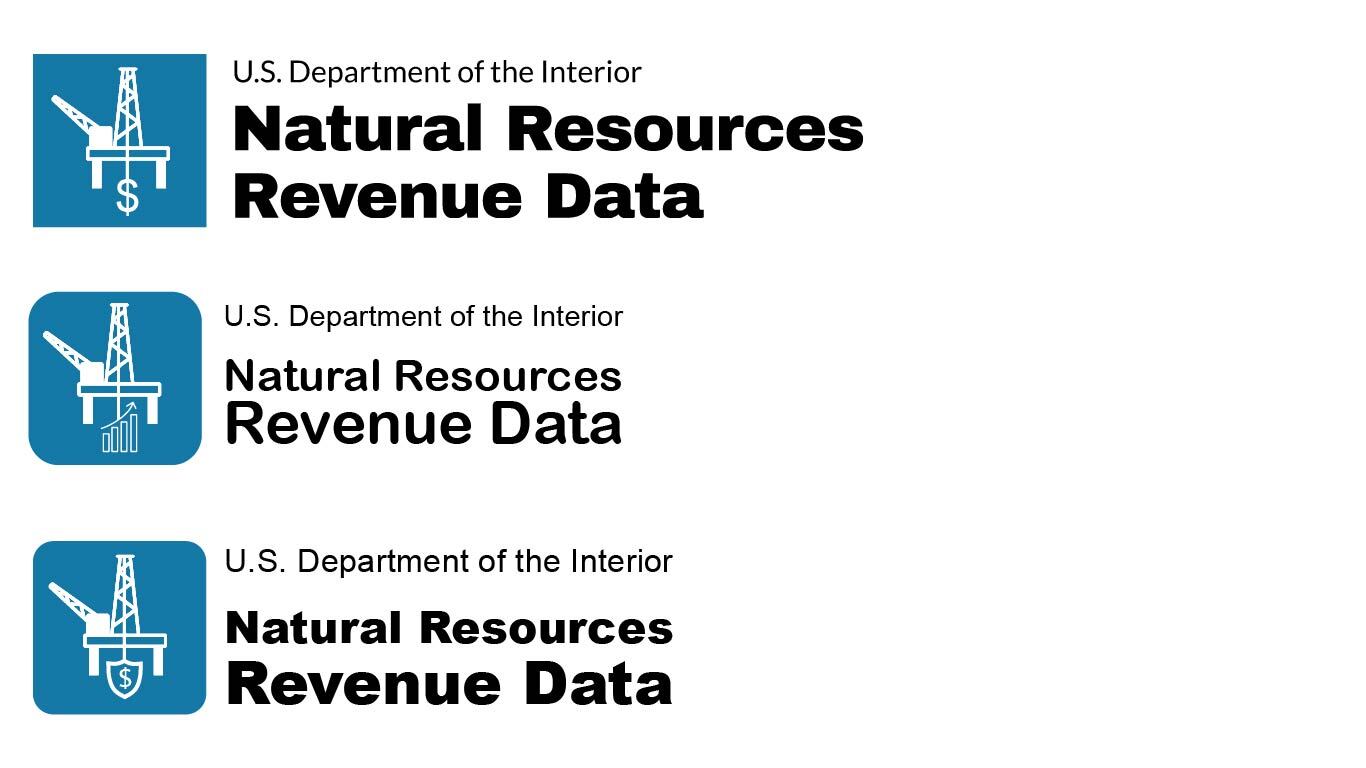 U.S. Department of the Interior
Natural Resources
Revenue Data
$
U.S. Department of the Interior
Natural Resources
Revenue Data
U.S. Department of the Interior
Natural Resources
Revenue Data
$